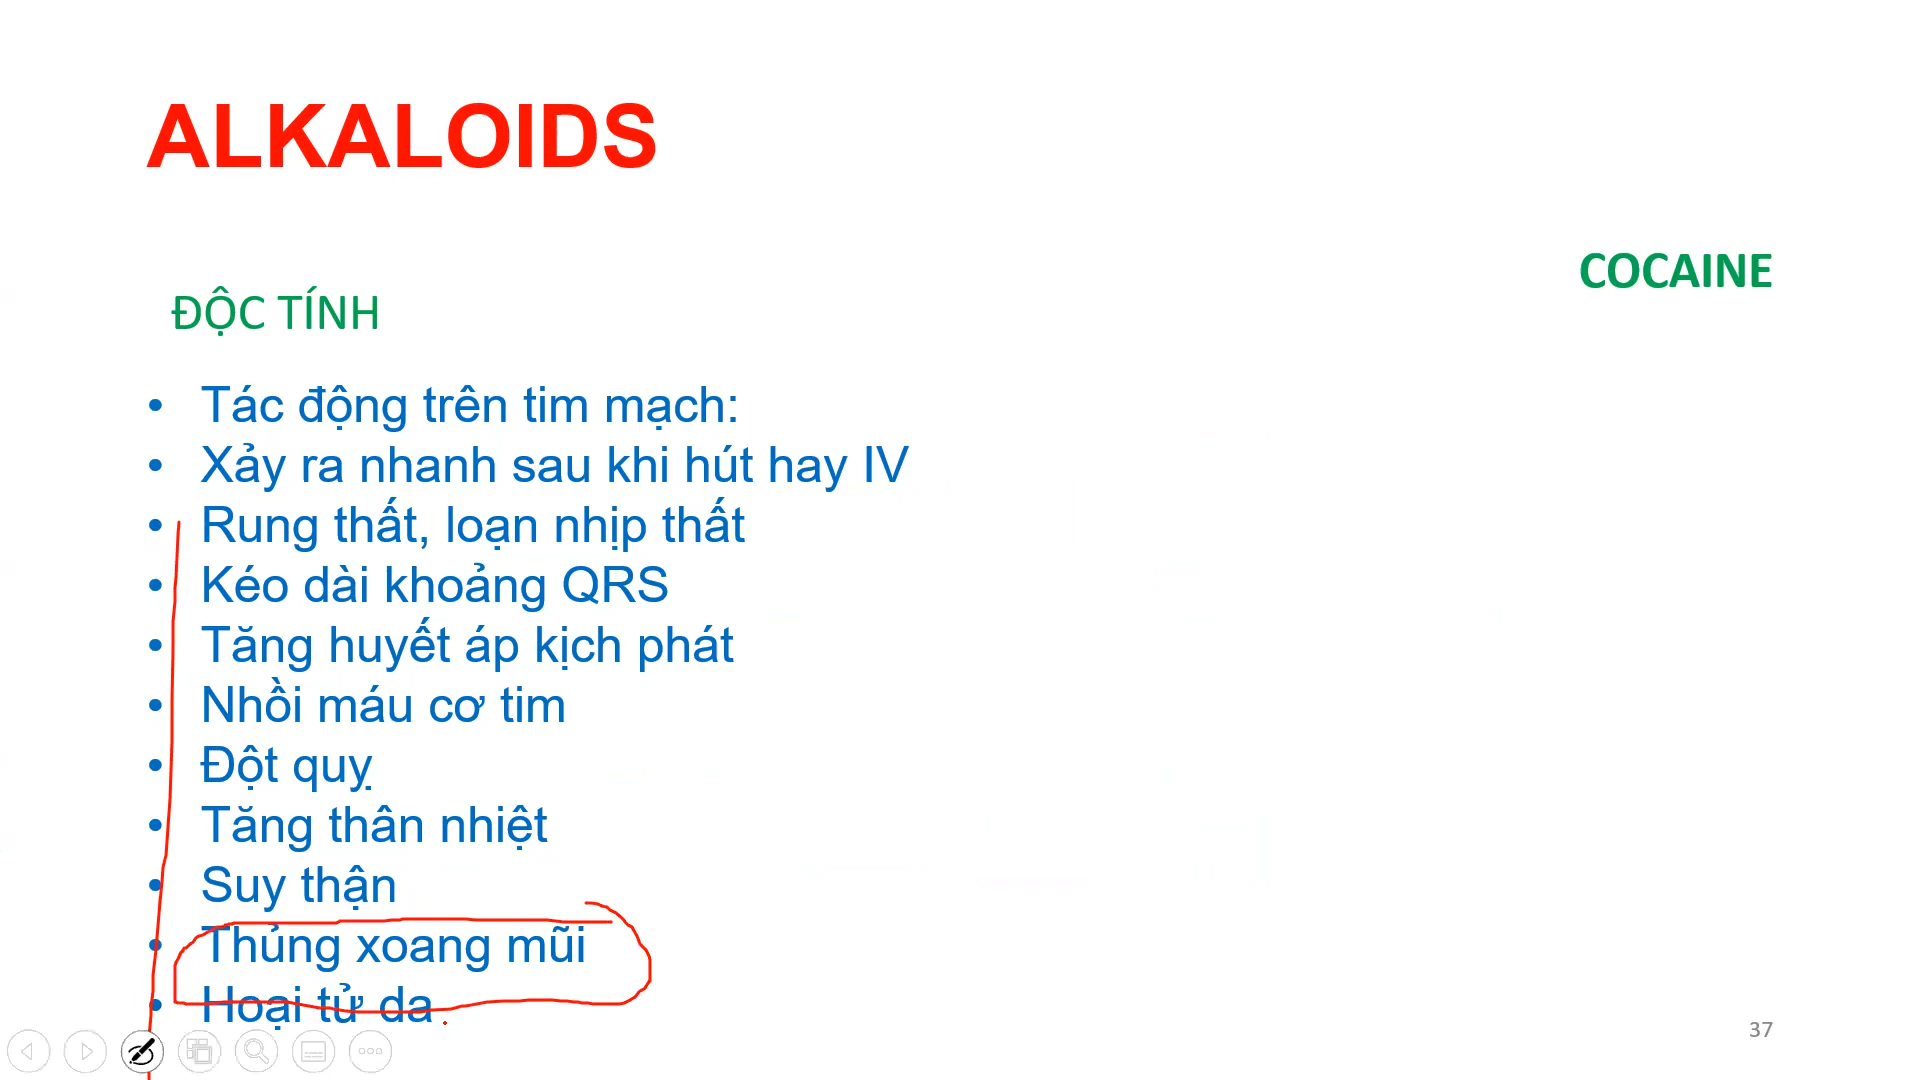 ALKALOIDS
COCAINE
ĐỘC TÍNH
• Tác động trên tim mạch:
• Xảy ra nhanh sau khi hút hay IV
• Rung thất, loạn nhịp thất
• Kéo dài khoảng QRS
• Tăng huyết áp kịch phát
• Nhồi máu cơ tim
• Đột quỵ
• Tăng thân nhiệt
• Suy thận
• Thủng xoang mũi
• Hoại tử da
37